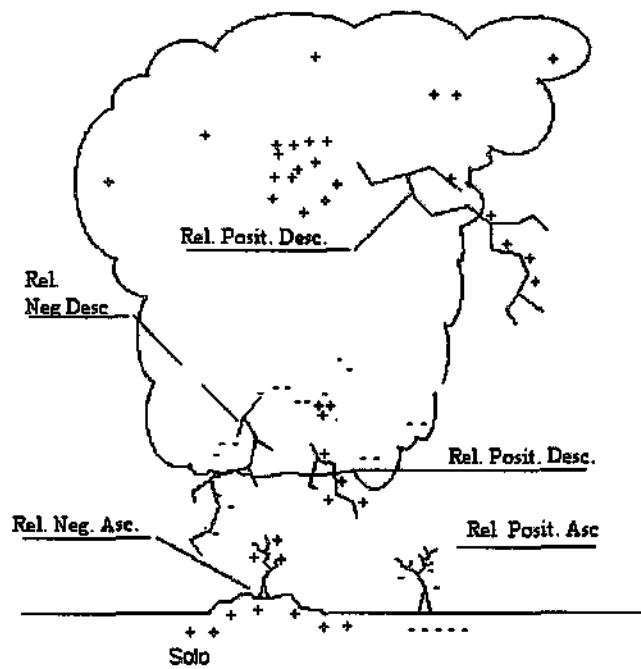 Rel. Posit. Desc.
Rel.
Neg Desc
Rel. Posit. Desc.
Rel. Neg. Asc.
Rel Posit. Asc
Solo